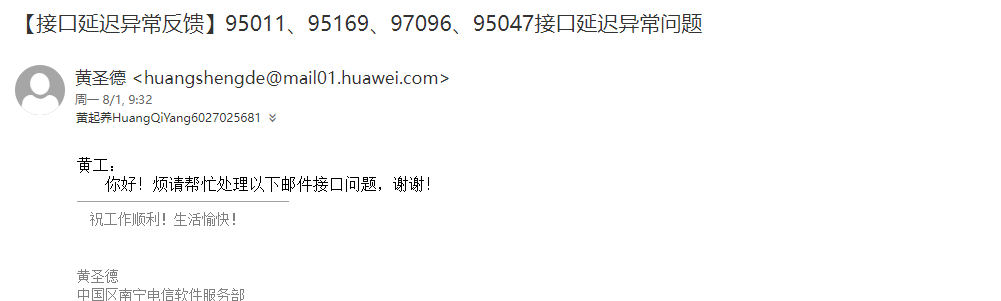 【接口延迟异常反馈】95011、95169、97096、95047接口延迟异常问题
黄圣德 <huangshengde@mail01.huawei.com>
周一 8/1, 9:32
黄起养HuangQiYang6027025681
黄工：
你好！烦请帮忙处理以下邮件接口问题，谢谢！
祝工作顺利！生活愉快！
黄圣德
中国区南宁电信软件服务部